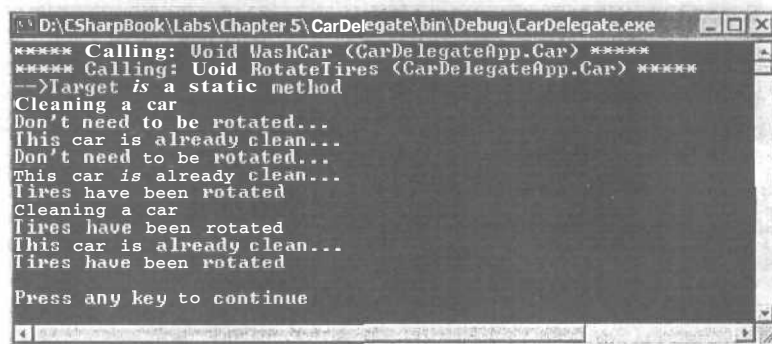 D:\CSharpBook\Labs\Chapter 5\CarDelegate\bin\Debug\CarDelegate.exe
***** Calling: Void WashCar (CarDelegateApp.Car) *****
***** Calling: Void RotateTires (CarDelegateApp.Car) *****
-->Target is a static method
Cleaning a car
Don't need to be rotated...
This car is already clean...
Don't need to be rotated...
This car is already clean...
Tires have been rotated
Cleaning a car
Tires have been rotated
This car is already clean...
Tires have been rotated
Press any key to continue